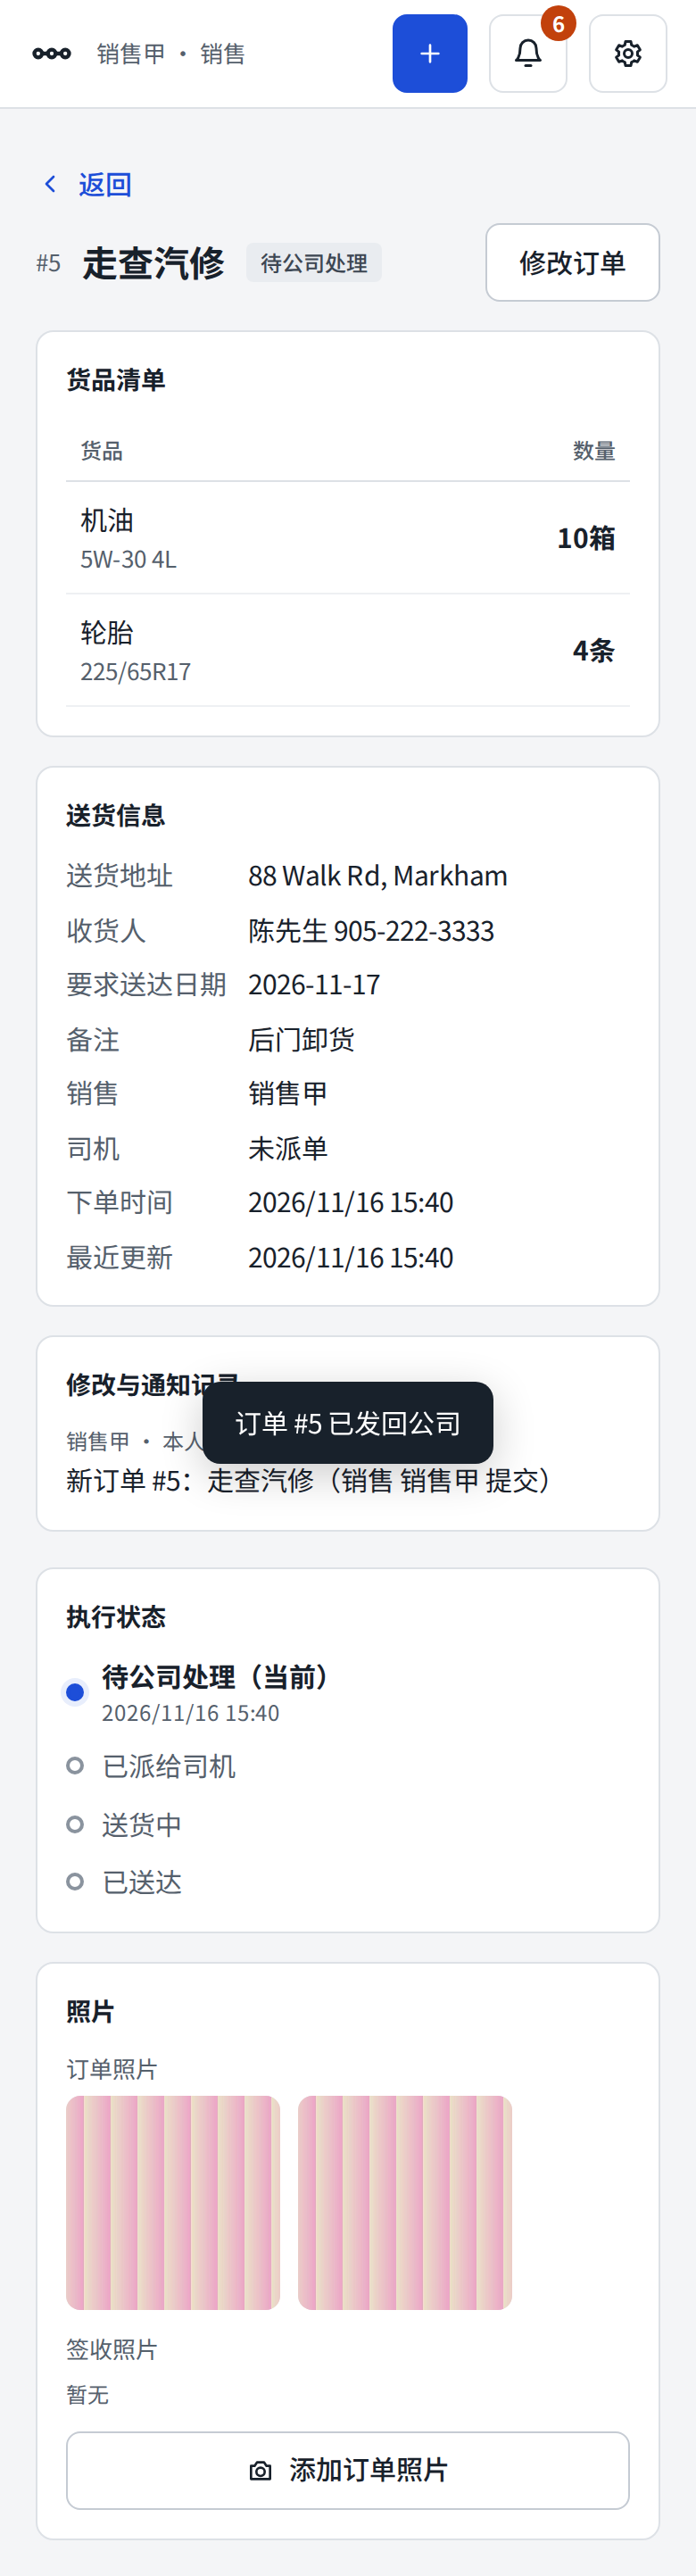 销售甲 · 销售
6
返回
#5 走查汽修 待公司处理 修改订单
货品清单
货品 数量
机油
5W-30 4L
10箱
轮胎
225/65R17
4条
送货信息
送货地址 88 Walk Rd, Markham
收货人 陈先生 905-222-3333
要求送达日期 2026-11-17
备注 后门卸货
销售 销售甲
司机 未派单
下单时间 2026/11/16 15:40
最近更新 2026/11/16 15:40
修改与通知记录
订单 #5 已发回公司
销售甲 · 本人
新订单 #5：走查汽修（销售 销售甲 提交）
执行状态
待公司处理（当前）
2026/11/16 15:40
已派给司机
送货中
已送达
照片
订单照片
签收照片
暂无
添加订单照片